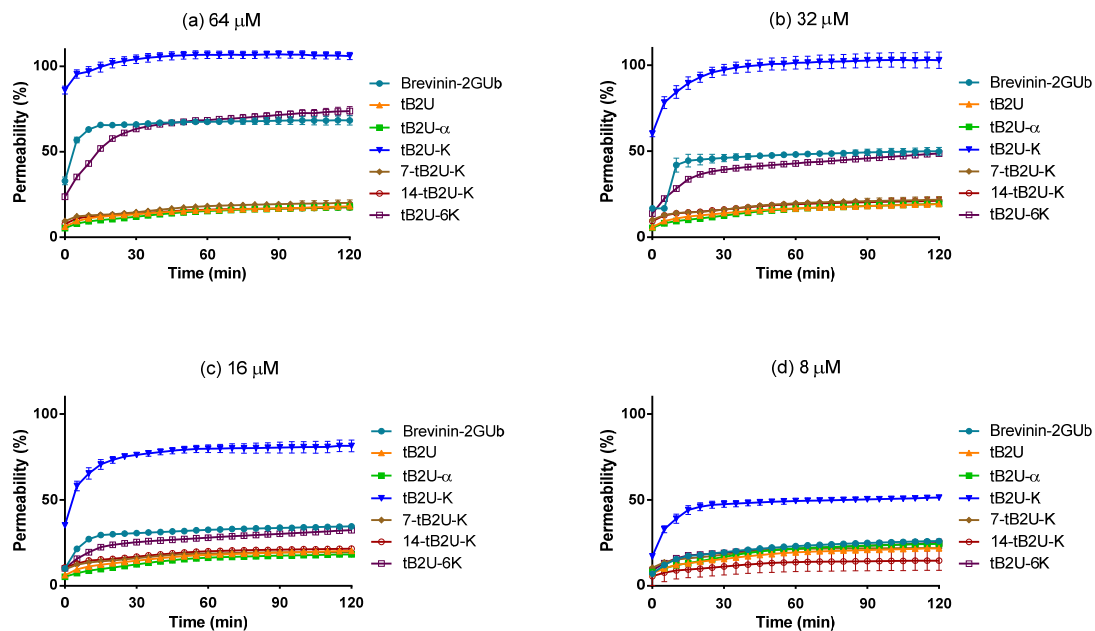 (a) 64 µM
Permeability (%)
100
50
0
0 30 60 90 120
Time (min)
Brevinin-2GUb
tB2U
tB2U-α
tB2U-K
7-tB2U-K
14-tB2U-K
tB2U-6K
(b) 32 µM
Permeability (%)
100
50
0
0 30 60 90 120
Time (min)
Brevinin-2GUb
tB2U
tB2U-α
tB2U-K
7-tB2U-K
14-tB2U-K
tB2U-6K
(c) 16 µM
Permeability (%)
100
50
0
0 30 60 90 120
Time (min)
Brevinin-2GUb
tB2U
tB2U-α
tB2U-K
7-tB2U-K
14-tB2U-K
tB2U-6K
(d) 8 µM
Permeability (%)
100
50
0
0 30 60 90 120
Time (min)
Brevinin-2GUb
tB2U
tB2U-α
tB2U-K
7-tB2U-K
14-tB2U-K
tB2U-6K